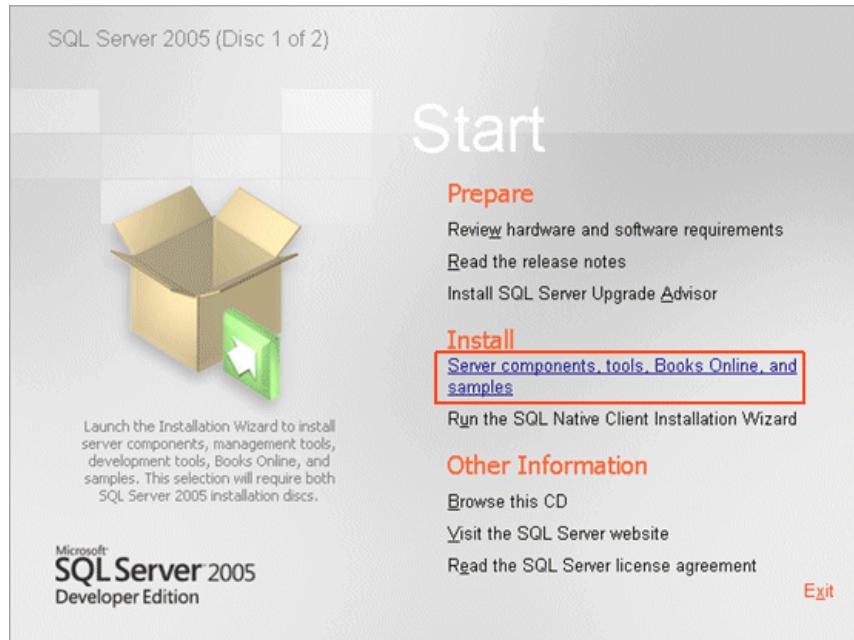 SQL Server 2005 (Disc 1 of 2)
Start
Prepare
Review hardware and software requirements
Read the release notes
Install SQL Server Upgrade Advisor
Install
Server components, tools, Books Online, and
samples
Run the SQL Native Client Installation Wizard
Other Information
Browse this CD
Visit the SQL Server website
Read the SQL Server license agreement
Exit
Launch the Installation Wizard to install
server components, management tools,
development tools, Books Online, and
samples. This selection will require both
SQL Server 2005 installation discs.
Microsoft
SQL Server 2005
Developer Edition